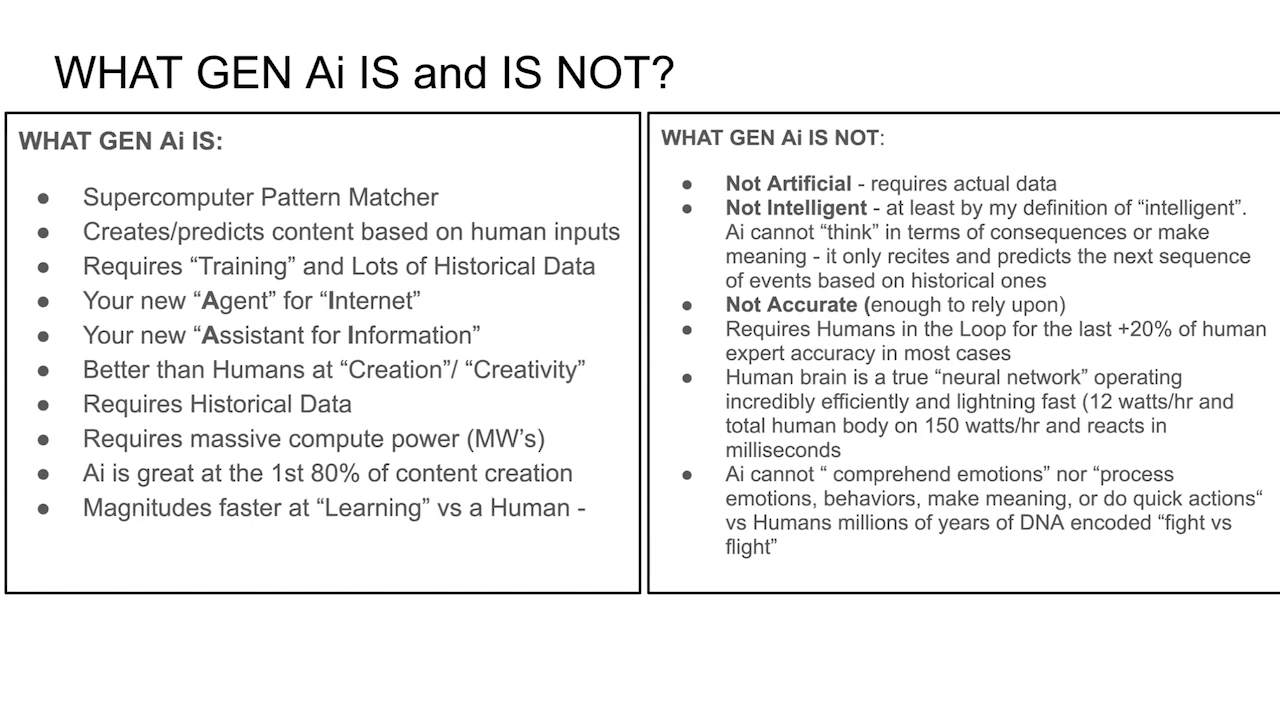 WHAT GEN Ai IS and IS NOT?
WHAT GEN Ai IS:
● Supercomputer Pattern Matcher
● Creates/predicts content based on human inputs
● Requires “Training” and Lots of Historical Data
● Your new “Agent” for “Internet”
● Your new “Assistant for Information”
● Better than Humans at “Creation”/ “Creativity”
● Requires Historical Data
● Requires massive compute power (MW’s)
● Ai is great at the 1st 80% of content creation
● Magnitudes faster at “Learning” vs a Human -
WHAT GEN Ai IS NOT:
● Not Artificial - requires actual data
● Not Intelligent - at least by my definition of “intelligent”.
Ai cannot “think” in terms of consequences or make
meaning - it only recites and predicts the next sequence
of events based on historical ones
● Not Accurate (enough to rely upon)
● Requires Humans in the Loop for the last +20% of human
expert accuracy in most cases
● Human brain is a true “neural network” operating
incredibly efficiently and lightning fast (12 watts/hr and
total human body on 150 watts/hr and reacts in
milliseconds
● Ai cannot “ comprehend emotions” nor “process
emotions, behaviors, make meaning, or do quick actions“
vs Humans millions of years of DNA encoded “fight vs
flight”